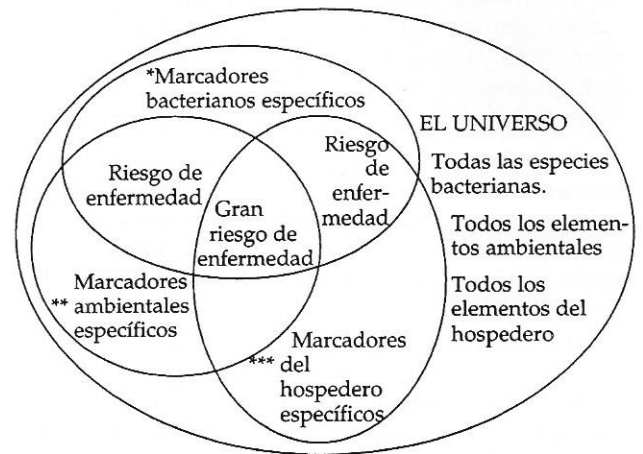 *Marcadores
bacterianos específicos
EL UNIVERSO
Todas las especies
bacterianas.
Todos los elemen-
tos ambientales
Todos los
elementos del
hospedero
Riesgo de
enfermedad
Riesgo
de
enfer-
medad
Gran
riesgo de
enfermedad
Marcadores
** ambientales
específicos
Marcadores
*** del
hospedero
específicos